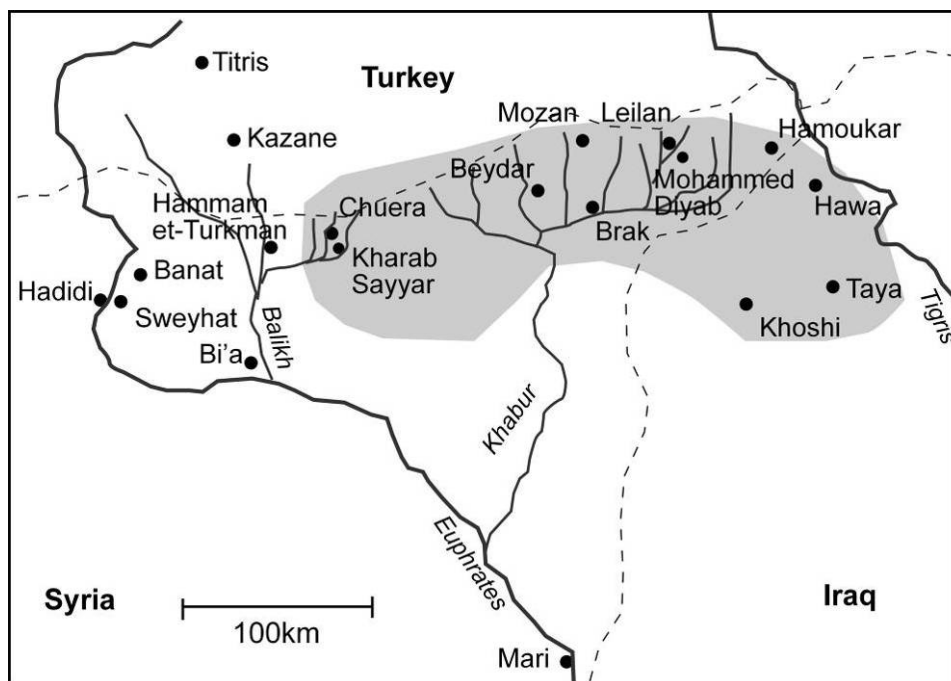 Titris
Turkey
Kazane
Mozan
Leilan
Hamoukar
Beydar
Mohammed
Diyab
Hawa
Hammam
et-Turkman
Chuera
Brak
Kharab
Sayyar
Banat
Hadidi
Sweyhat
Balikh
Bi'a
Taya
Khoshi
Tigris
Khabur
Euphrates
Syria
Iraq
100km
Mari